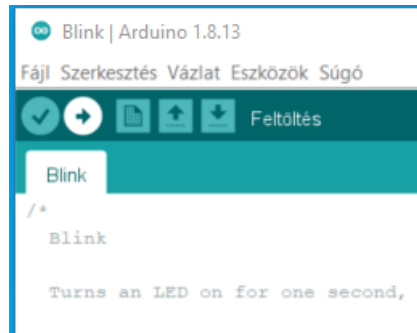 Blink | Arduino 1.8.13
Fájl Szerkesztés Vázlat Eszközök Súgó
Feltöltés
Blink
/*
Blink
Turns an LED on for one second,